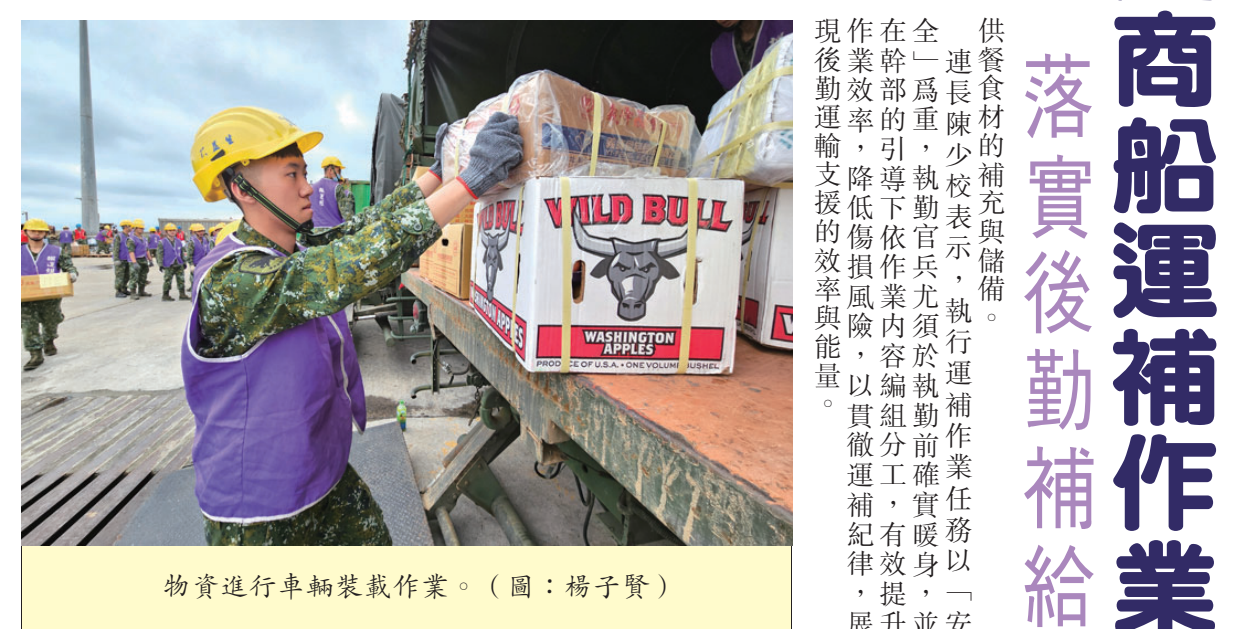 商船運補作業
落實後勤補給
供餐食材的補充與儲備。
連長陳少校表示，執行運補作業任務以「安
全」爲重，執勤官兵尤須於執勤前確實暖身，並
在幹部的引導下依作業內容編組分工，有效提升
作業效率，降低傷損風險，以貫徹運補紀律，展
現後勤運輸支援的效率與能量。
WILD BULL
WASHINGTON
APPLES
PRODUCE OF U.S.A. • ONE VOLUME BUSHEL
物資進行車輛裝載作業。（圖：楊子賢）